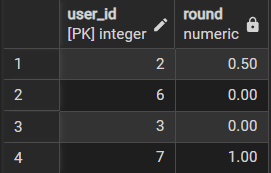 user_id round
[PK] integer numeric
1 2 0.50
2 6 0.00
3 3 0.00
4 7 1.00